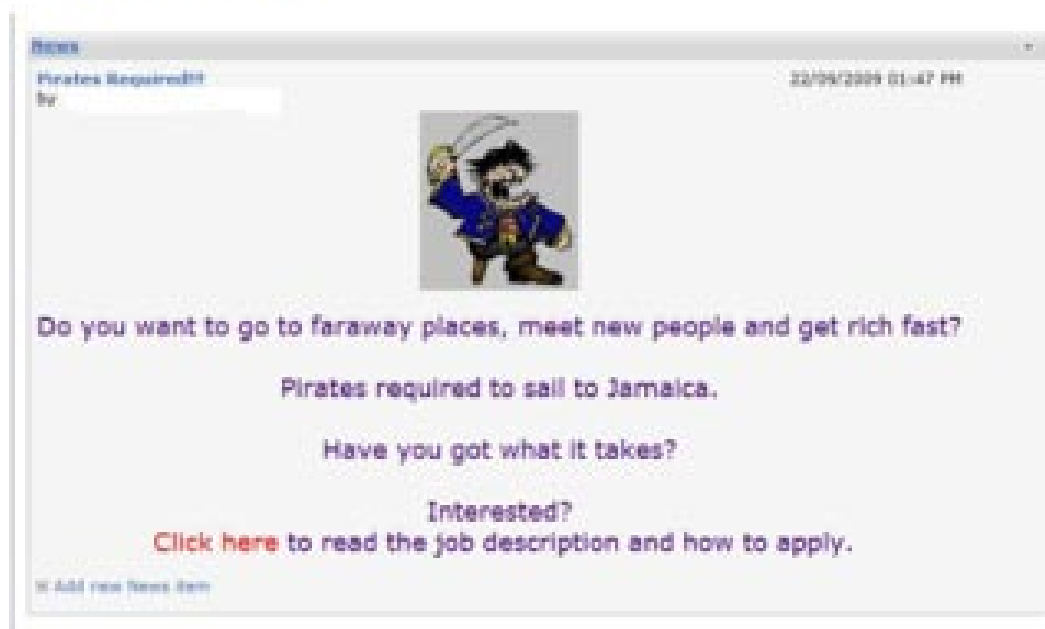 News
Pirates Required!!!
22/09/2009 01:47 PM
by
Do you want to go to faraway places, meet new people and get rich fast?
Pirates required to sail to Jamaica.
Have you got what it takes?
Interested?
Click here to read the job description and how to apply.
Add new News item